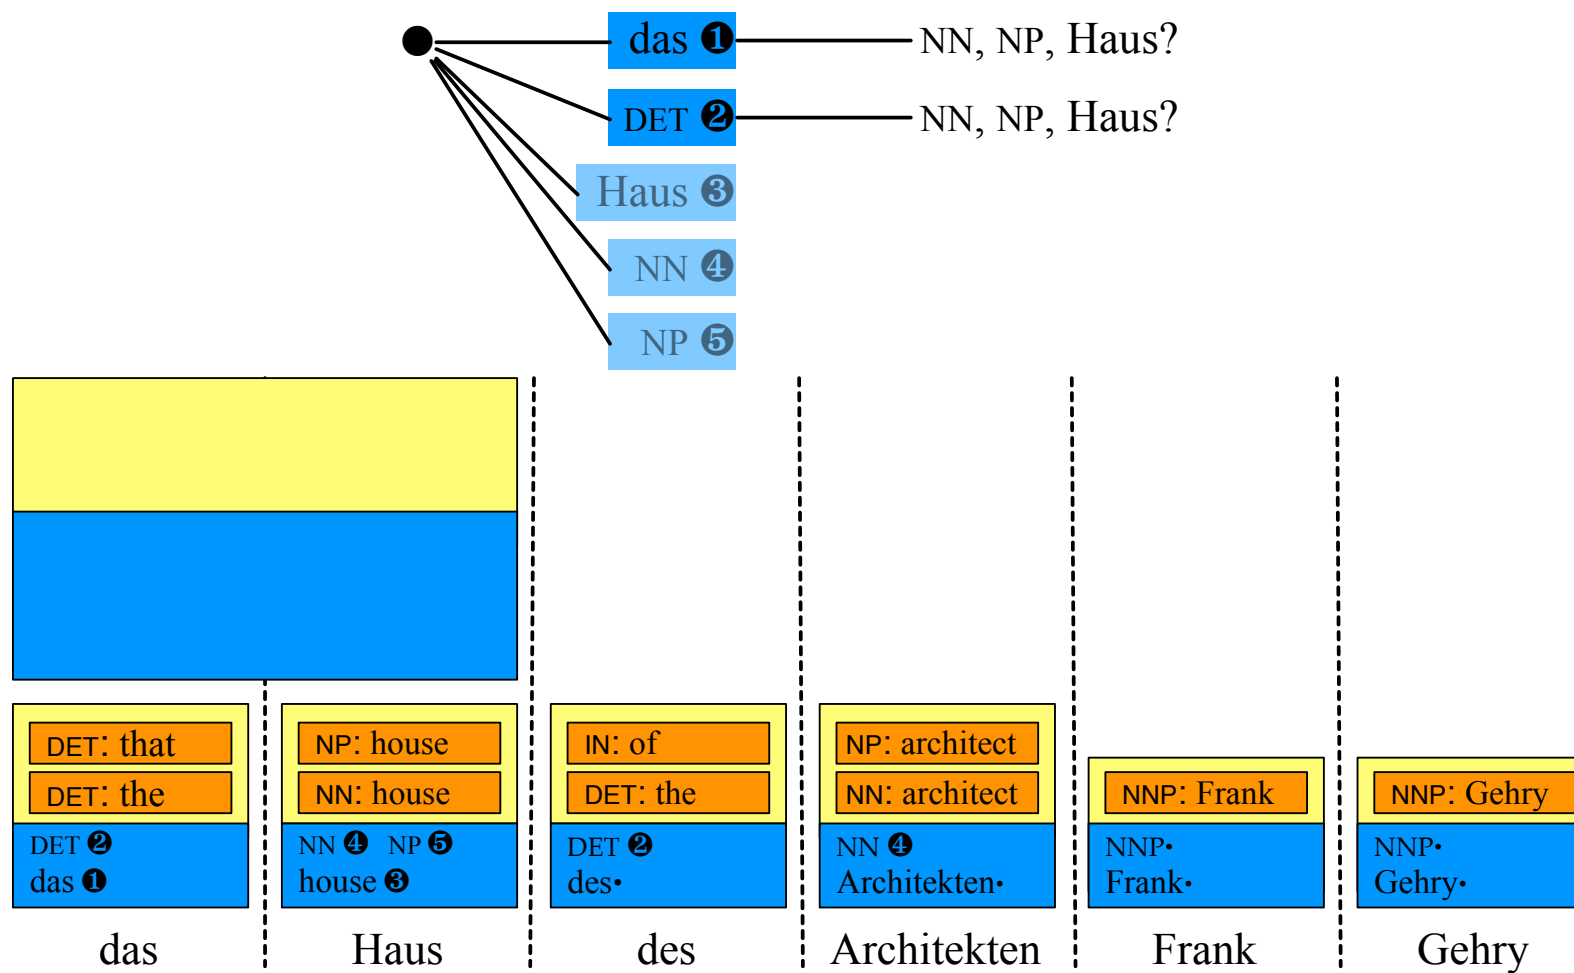 das ❶ NN, NP, Haus?
DET ❷ NN, NP, Haus?
Haus ❸
NN ❹
NP ❺
DET: that NP: house IN: of NP: architect
DET: the NN: house DET: the NN: architect NNP: Frank NNP: Gehry
DET ❷ NN ❹ NP ❺ DET ❷ NN ❹ NNP• NNP•
das ❶ house ❸ des• Architekten• Frank• Gehry•
das Haus des Architekten Frank Gehry